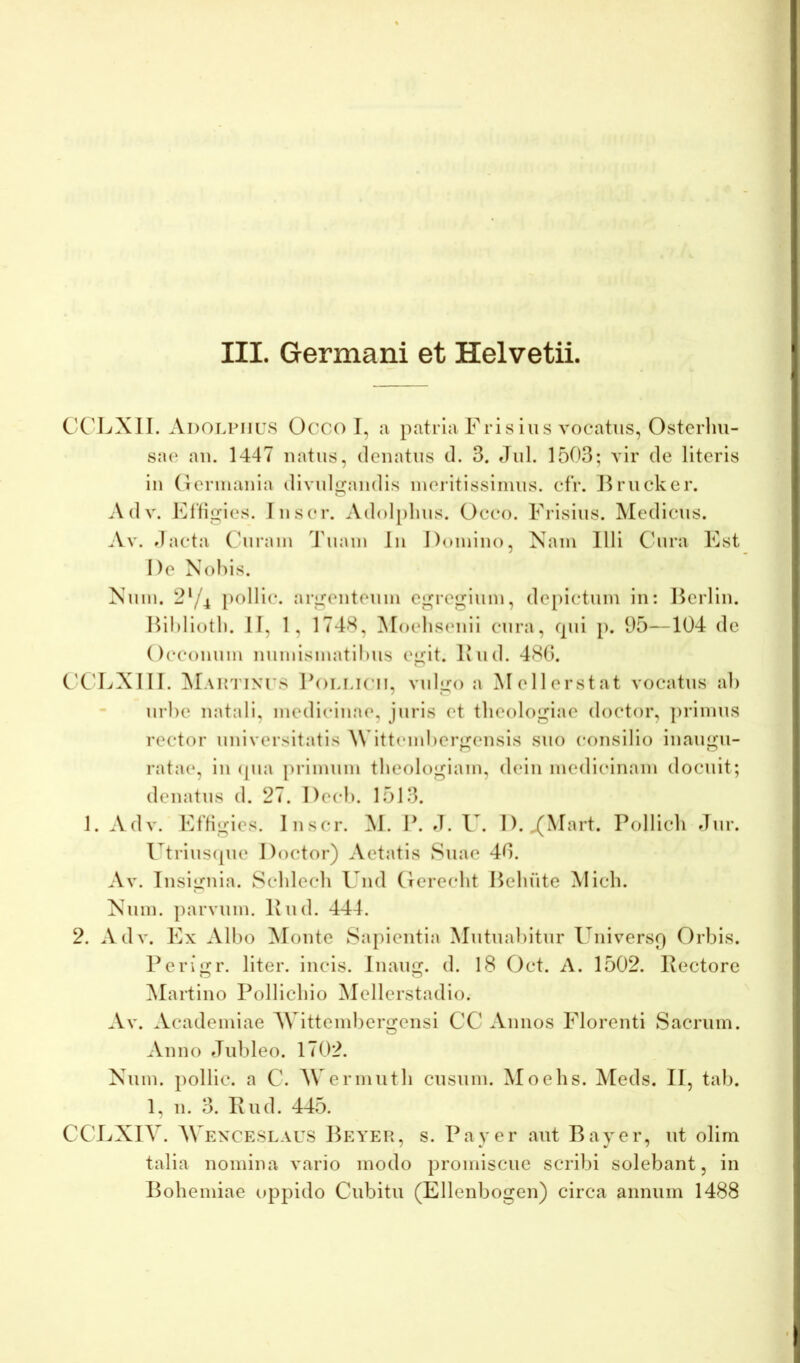 III. Germani et Helvetii.
CCLXII. ADOLPHUS OCCO I, a patria Frisius vocatus, Osterhu-
sae an. 1447 natus, denatus d. 3. Jul. 1503; vir de literis
in Germania divulgandis meritissimus. cfr. Brucker.
Adv. Effigies. Inscr. Adolphus. Occo. Frisius. Medicus.
Av. Jacta Curam Tuam In Domino, Nam Illi Cura Est
De Nobis.
Num. 2¹/₄ pollic. argenteum egregium, depictum in: Berlin.
Biblioth. II, 1, 1748, Moehsenii cura, qui p. 95—104 de
Occonum numismatibus egit. Rud. 486.
CCLXIII. MARTINUS POLLICH, vulgo a Mellerstat vocatus ab
urbe natali, medicinae, juris et theologiae doctor, primus
rector universitatis Wittembergensis suo consilio inaugu-
ratae, in qua primum theologiam, dein medicinam docuit;
denatus d. 27. Decb. 1513.
1. Adv. Effigies. Inscr. M. P. J. U. D. (Mart. Pollich Jur.
Utriusque Doctor) Aetatis Suae 46.
Av. Insignia. Schlech Und Gerecht Behüte Mich.
Num. parvum. Rud. 444.
2. Adv. Ex Albo Monte Sapientia Mutuabitur Universo Orbis.
Perigr. liter. incis. Inaug. d. 18 Oct. A. 1502. Rectore
Martino Pollichio Mellerstadio.
Av. Academiae Wittembergensi CC Annos Florenti Sacrum.
Anno Jubleo. 1702.
Num. pollic. a C. Wermuth cusum. Moehs. Meds. II, tab.
1, n. 3. Rud. 445.
CCLXIV. WENCESLAUS BEYER, s. Payer aut Bayer, ut olim
talia nomina vario modo promiscue scribi solebant, in
Bohemiae oppido Cubitu (Ellenbogen) circa annum 1488